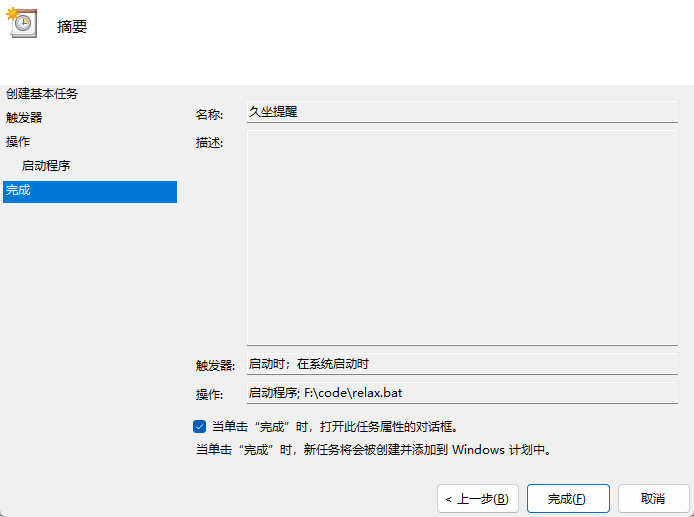 摘要
创建基本任务
触发器
操作
启动程序
完成
名称:
久坐提醒
描述:
触发器:
启动时；在系统启动时
操作:
启动程序; F:\code\relax.bat
当单击“完成”时，打开此任务属性的对话框。
当单击“完成”时，新任务将会被创建并添加到 Windows 计划中。
< 上一步(B)
完成(F)
取消